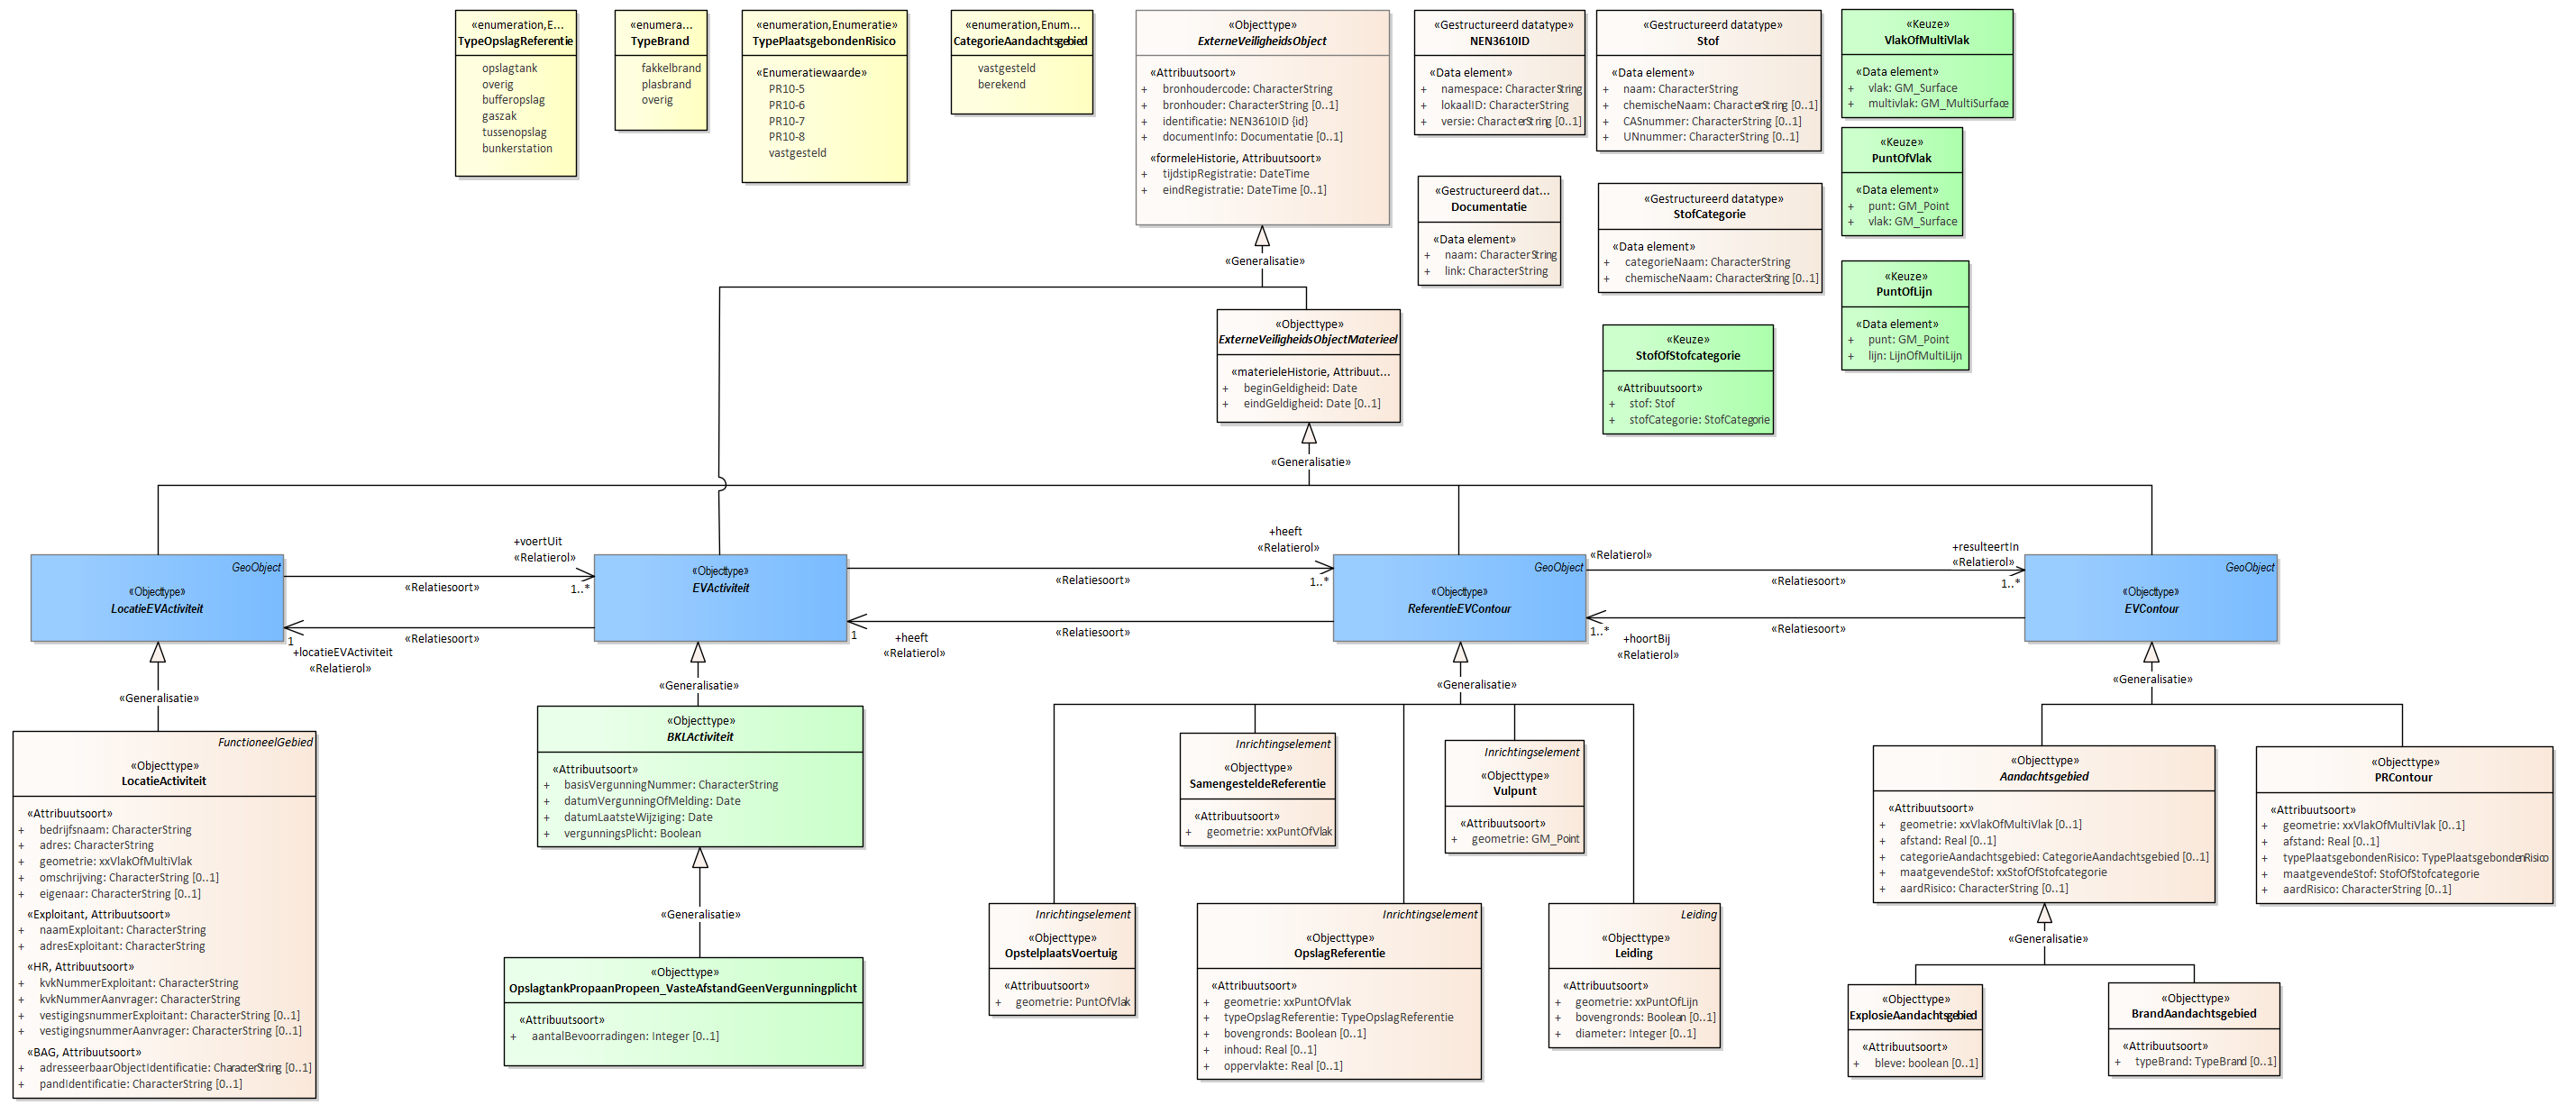 «enumeration,E...
TypeOpslagReferentie
opslagtank
overig
bufferopslag
gaszak
tussenopslag
bunkerstation
«enumera...
TypeBrand
fakkelbrand
plasbrand
overig
«enumeration,Enumeratie»
TypePlaatsgebondenRisico
«Enumeratiewaarde»
PR10-5
PR10-6
PR10-7
PR10-8
vastgesteld
«enumeration,Enum...
CategorieAandachtsgebied
vastgesteld
berekend
«Objecttype»
ExterneVeiligheidsObject
«Attribuutsoort»
+ bronhoudercode: CharacterString
+ bronhouder: CharacterString [0..1]
+ identificatie: NEN3610ID {id}
+ documentInfo: Documentatie [0..1]
«formeleHistorie, Attribuutsoort»
+ tijdstipRegistratie: DateTime
+ eindRegistratie: DateTime [0..1]
«Gestructureerd datatype»
NEN3610ID
«Data element»
+ namespace: CharacterString
+ lokaalID: CharacterString
+ versie: CharacterString [0..1]
«Gestructureerd datatype»
Stof
«Data element»
+ naam: CharacterString
+ chemischeNaam: CharacterString [0..1]
+ CASnummer: CharacterString [0..1]
+ UNnummer: CharacterString [0..1]
«Keuze»
VlakOfMultiVlak
«Data element»
+ vlak: GM_Surface
+ multivlak: GM_MultiSurface
«Keuze»
PuntOfVlak
«Data element»
+ punt: GM_Point
+ vlak: GM_Surface
«Gestructureerd dat...
Documentatie
«Data element»
+ naam: CharacterString
+ link: CharacterString
«Gestructureerd datatype»
StofCategorie
«Data element»
+ categorieNaam: CharacterString
+ chemischeNaam: CharacterString [0..1]
«Keuze»
PuntOfLijn
«Data element»
+ punt: GM_Point
+ lijn: LijnOfMultiLijn
«Generalisatie»
«Objecttype»
ExterneVeiligheidsObjectMaterieel
«materieleHistorie, Attribuut...
+ beginGeldigheid: Date
+ eindGeldigheid: Date [0..1]
«Keuze»
StofOfStofcategorie
«Attribuutsoort»
+ stof: Stof
+ stofCategorie: StofCategorie
«Generalisatie»
GeoObject
«Objecttype»
LocatieEVActiviteit
+voertUit
«Relatierol»
1..*
«Relatiesoort»
«Relatiesoort»
1
+locatieEVActiviteit
«Relatierol»
«Objecttype»
EVActiviteit
+heeft
«Relatierol»
1..*
«Relatiesoort»
«Relatiesoort»
1
+heeft
«Relatierol»
GeoObject
«Objecttype»
ReferentieEVContour
«Relatierol»
+resulteertIn
«Relatierol»
1..*
«Relatiesoort»
«Relatiesoort»
1..*
+hoortBij
«Relatierol»
GeoObject
«Objecttype»
EVContour
«Generalisatie»
«Generalisatie»
«Generalisatie»
«Generalisatie»
FunctioneelGebied
«Objecttype»
LocatieActiviteit
«Attribuutsoort»
+ bedrijfsnaam: CharacterString
+ adres: CharacterString
+ geometrie: xxVlakOfMultiVlak
+ omschrijving: CharacterString [0..1]
+ eigenaar: CharacterString [0..1]
«Exploitant, Attribuutsoort»
+ naamExploitant: CharacterString
+ adresExploitant: CharacterString
«HR, Attribuutsoort»
+ kvkNummerExploitant: CharacterString
+ kvkNummerAanvrager: CharacterString
+ vestigingsnummerExploitant: CharacterString [0..1]
+ vestigingsnummerAanvrager: CharacterString [0..1]
«BAG, Attribuutsoort»
+ adresseerbaarObjectIdentificatie: CharacterString [0..1]
+ pandIdentificatie: CharacterString [0..1]
«Objecttype»
BKLActiviteit
«Attribuutsoort»
+ basisVergunningNummer: CharacterString
+ datumVergunningOfMelding: Date
+ datumLaatsteWijziging: Date
+ vergunningsPlicht: Boolean
«Generalisatie»
«Objecttype»
OpslagtankPropaanPropeen_VasteAfstandGeenVergunningplicht
«Attribuutsoort»
+ aantalBevoorradingen: Integer [0..1]
Inrichtingselement
«Objecttype»
SamengesteldeReferentie
«Attribuutsoort»
+ geometrie: xxPuntOfVlak
Inrichtingselement
«Objecttype»
Vulpunt
«Attribuutsoort»
+ geometrie: GM_Point
Inrichtingselement
«Objecttype»
OpstelplaatsVoertuig
«Attribuutsoort»
+ geometrie: PuntOfVlak
Inrichtingselement
«Objecttype»
OpslagReferentie
«Attribuutsoort»
+ geometrie: xxPuntOfVlak
+ typeOpslagReferentie: TypeOpslagReferentie
+ bovengronds: Boolean [0..1]
+ inhoud: Real [0..1]
+ oppervlakte: Real [0..1]
Leiding
«Objecttype»
Leiding
«Attribuutsoort»
+ geometrie: xxPuntOfLijn
+ bovengronds: Boolean [0..1]
+ diameter: Integer [0..1]
«Objecttype»
Aandachtsgebied
«Attribuutsoort»
+ geometrie: xxVlakOfMultiVlak [0..1]
+ afstand: Real [0..1]
+ categorieAandachtsgebied: CategorieAandachtsgebied [0..1]
+ maatgevendeStof: xxStofOfStofcategorie
+ aardRisico: CharacterString [0..1]
«Objecttype»
PRContour
«Attribuutsoort»
+ geometrie: xxVlakOfMultiVlak [0..1]
+ afstand: Real [0..1]
+ typePlaatsgebondenRisico: TypePlaatsgebondenRisico
+ maatgevendeStof: StofOfStofcategorie
+ aardRisico: CharacterString [0..1]
«Generalisatie»
«Objecttype»
ExplosieAandachtsgebied
«Attribuutsoort»
+ bleve: boolean [0..1]
«Objecttype»
BrandAandachtsgebied
«Attribuutsoort»
+ typeBrand: TypeBrand [0..1]